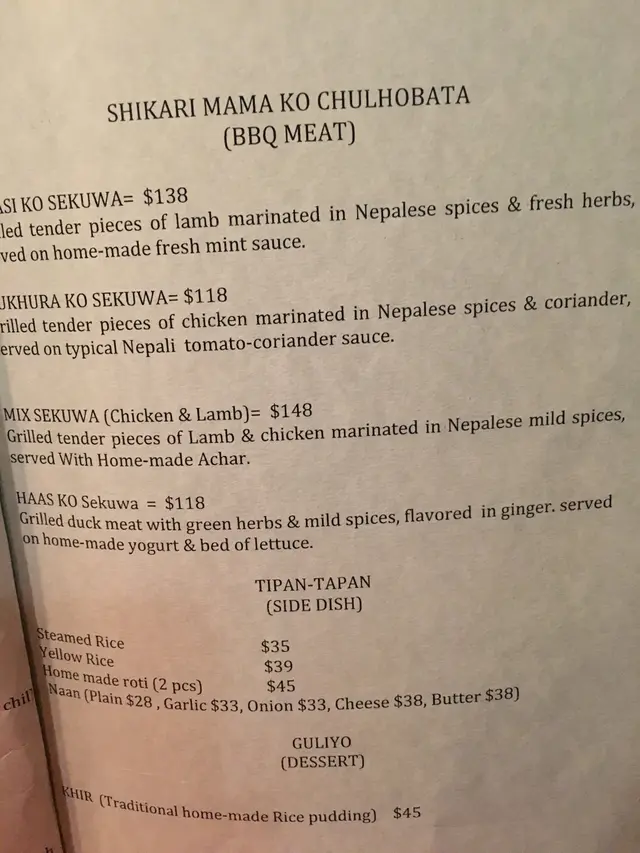 SHIKARI MAMA KO CHULHOBATA
(BBQ MEAT)
KO SEKUWA= $138
tender pieces of lamb marinated in Nepalese spices & fresh herbs,
on home-made fresh mint sauce.
KO SEKUWA= $118
tender pieces of chicken marinated in Nepalese spices & coriander,
on typical Nepali tomato-coriander sauce.
MIX SEKUWA (Chicken & Lamb)= $148
Grilled tender pieces of Lamb & chicken marinated in Nepalese mild spices,
served With Home-made Achar.
HAAS KO Sekuwa = $118
Grilled duck meat with green herbs & mild spices, flavored in ginger. served
on home-made yogurt & bed of lettuce.
TIPAN-TAPAN
(SIDE DISH)
Steamed Rice $35
Yellow Rice $39
Home made roti (2 pcs) $45
Naan (Plain $28 , Garlic $33, Onion $33, Cheese $38, Butter $38)
GULIYO
(DESSERT)
KHIR (Traditional home-made Rice pudding) $45